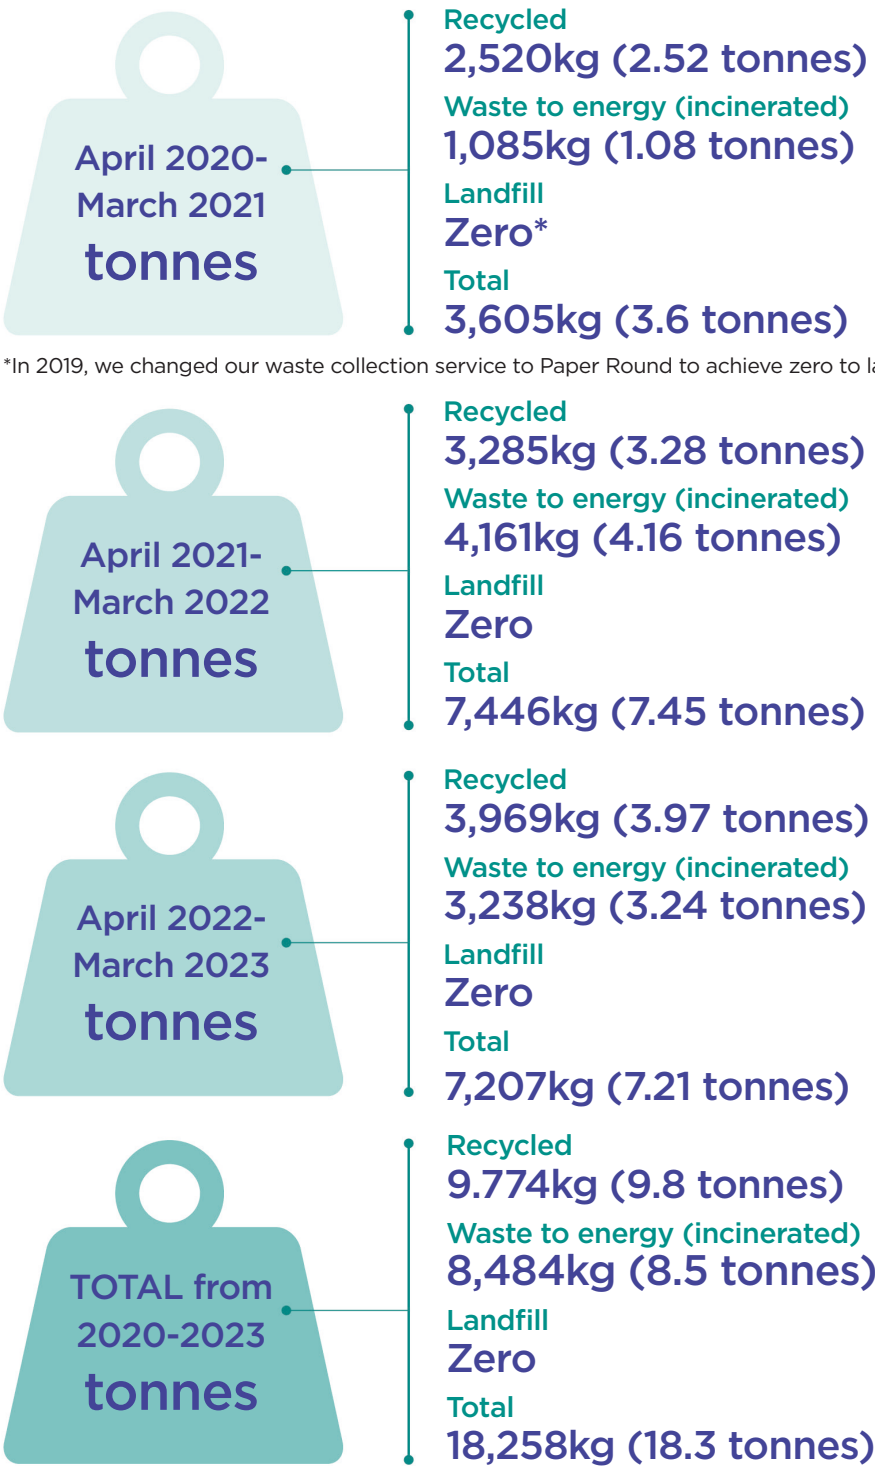 April 2020-
March 2021
tonnes
Recycled
2,520kg (2.52 tonnes)
Waste to energy (incinerated)
1,085kg (1.08 tonnes)
Landfill
Zero*
Total
3,605kg (3.6 tonnes)
*In 2019, we changed our waste collection service to Paper Round to achieve zero to
April 2021-
March 2022
tonnes
Recycled
3,285kg (3.28 tonnes)
Waste to energy (incinerated)
4,161kg (4.16 tonnes)
Landfill
Zero
Total
7,446kg (7.45 tonnes)
April 2022-
March 2023
tonnes
Recycled
3,969kg (3.97 tonnes)
Waste to energy (incinerated)
3,238kg (3.24 tonnes)
Landfill
Zero
Total
7,207kg (7.21 tonnes)
TOTAL from
2020-2023
tonnes
Recycled
9.774kg (9.8 tonnes)
Waste to energy (incinerated)
8,484kg (8.5 tonnes)
Landfill
Zero
Total
18,258kg (18.3 tonnes)